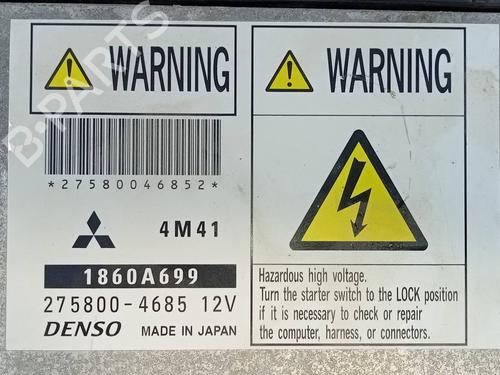 WARNING
*27580046852*
4M41
1860A699
275800-4685 12V
DENSO MADE IN JAPAN
WARNING
Hazardous high voltage.
Turn the starter switch to the LOCK position
if it is necessary to check or repair
the computer, harness, or connectors.
B-PARTS